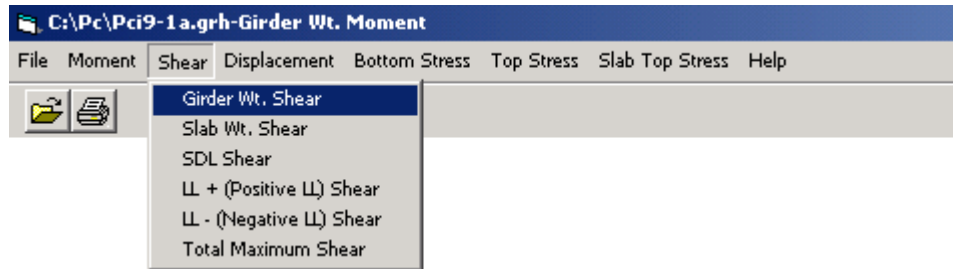 C:\Pc\Pci9-1a.grh-Girder Wt. Moment
File Moment Shear Displacement Bottom Stress Top Stress Slab Top Stress Help
Girder Wt. Shear
Slab Wt. Shear
SDL Shear
LL + (Positive LL) Shear
LL - (Negative LL) Shear
Total Maximum Shear